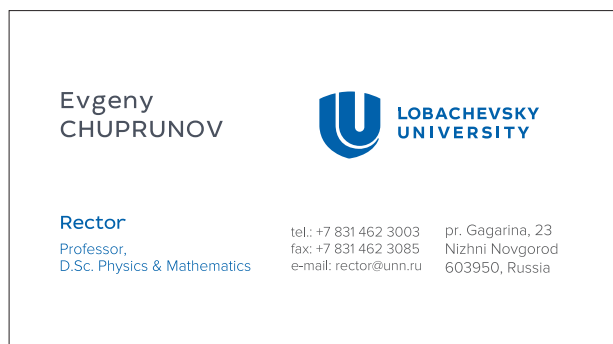 Evgeny
CHUPRUNOV
LOBACHEVSKY
UNIVERSITY
Rector
Professor,
D.Sc. Physics & Mathematics
tel.: +7 831 462 3003
fax: +7 831 462 3085
e-mail: rector@unn.ru
pr. Gagarina, 23
Nizhni Novgorod
603950, Russia